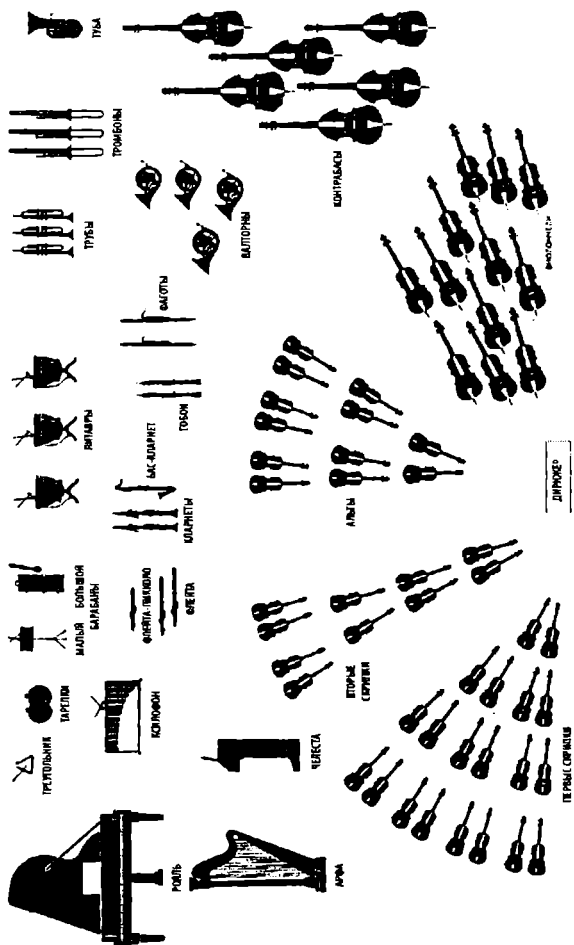 РОЯЛЬ
ТРЕУГОЛЬНИК
ТАРЕЛКИ
МАЛЫЙ
БОЛЬШОЙ
БАРАБАНЫ
ЛИТАВРЫ
ТРУБЫ
ТРОМБОНЫ
ТУБА
АРФА
ЧЕЛЕСТА
КСИЛОФОН
ФЛЕЙТА-ПИККОЛО
ФЛЕЙТА
КЛАРНЕТЫ
БАС-КЛАРНЕТ
ГОБОИ
ФАГОТЫ
ВАЛТОРНЫ
КОНТРАБАСЫ
ПЕРВЫЕ СКРИПКИ
ВТОРЫЕ
СКРИПКИ
АЛЬТЫ
ВИОЛОНЧЕЛИ
ДИРИЖЕР